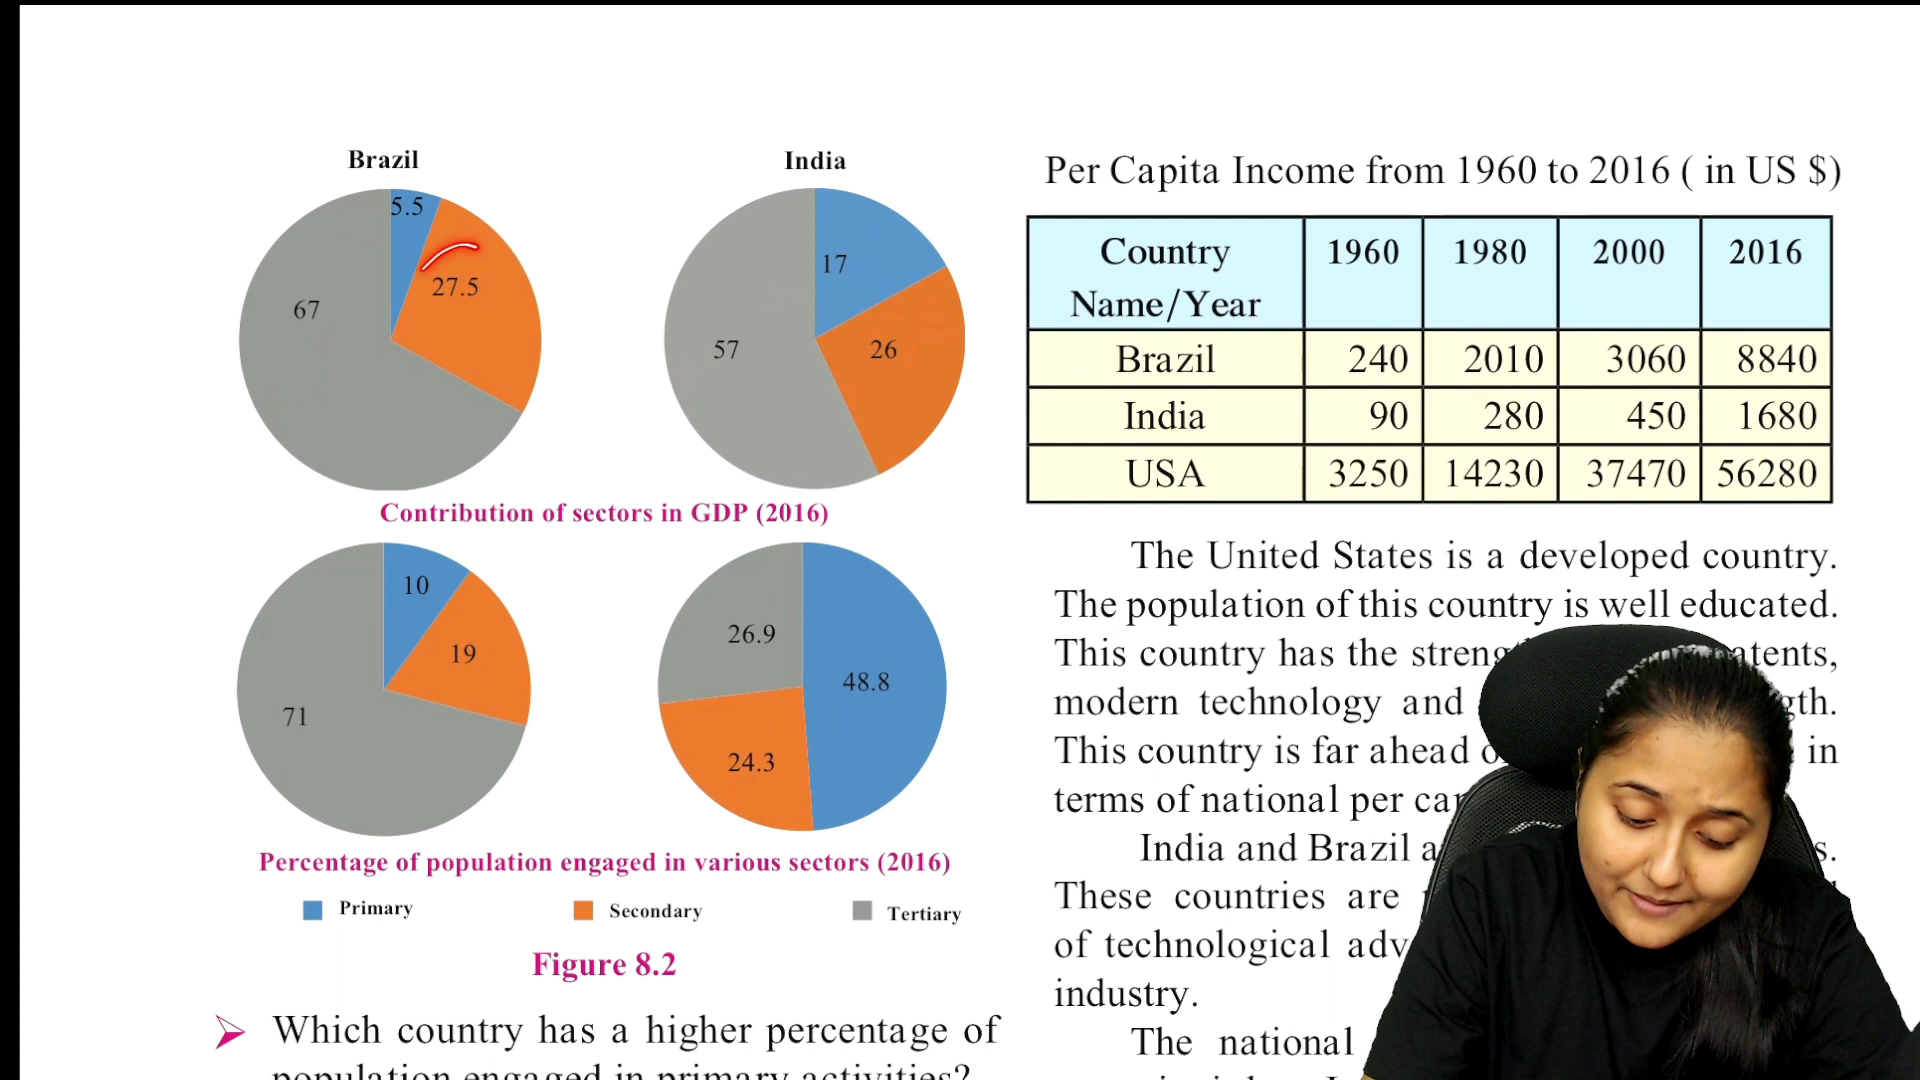 Brazil
India
5.5
27.5
67
17
26
57
Contribution of sectors in GDP (2016)
10
19
71
26.9
48.8
24.3
Percentage of population engaged in various sectors (2016)
Primary
Secondary
Tertiary
Figure 8.2
Which country has a higher percentage of
population engaged in primary activities?
Per Capita Income from 1960 to 2016 ( in US $)
Country Name/Year 1960 1980 2000 2016
Brazil 240 2010 3060 8840
India 90 280 450 1680
USA 3250 14230 37470 56280
The United States is a developed country.
The population of this country is well educated.
This country has the
modern technology and
This country is far ahead in
terms of national per
India and Brazil
These countries are
of technological
industry.
The national